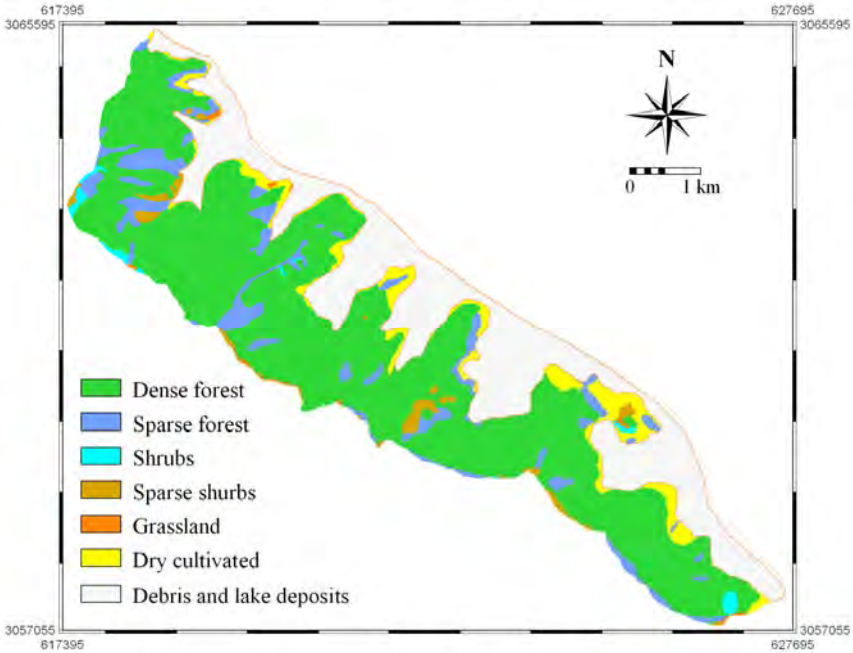 617395
627695
3065595
3065595
N
0 1 km
Dense forest
Sparse forest
Shrubs
Sparse shurbs
Grassland
Dry cultivated
Debris and lake deposits
3057055
3057055
617395
627695